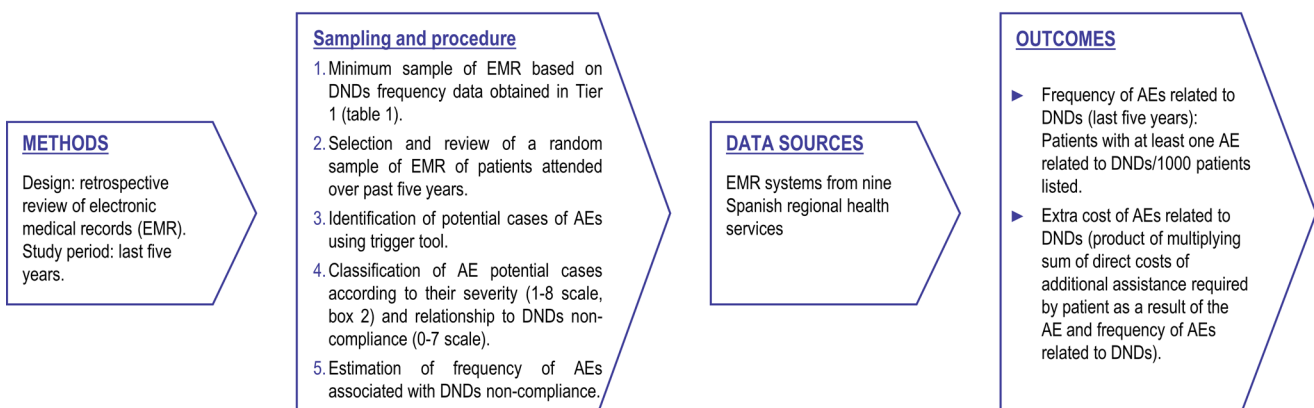 METHODS
Design: retrospective
review of electronic
medical records (EMR).
Study period: last five
years.
Sampling and procedure
1. Minimum sample of EMR based on
DNDs frequency data obtained in Tier
1 (table 1).
2. Selection and review of a random
sample of EMR of patients attended
over past five years.
3. Identification of potential cases of AEs
using trigger tool.
4. Classification of AE potential cases
according to their severity (1-8 scale,
box 2) and relationship to DNDs non-
compliance (0-7 scale).
5. Estimation of frequency of AEs
associated with DNDs non-compliance.
DATA SOURCES
EMR systems from nine
Spanish regional health
services
OUTCOMES
► Frequency of AEs related to
DNDs (last five years):
Patients with at least one AE
related to DNDs/1000 patients
listed.
► Extra cost of AEs related to
DNDs (product of multiplying
sum of direct costs of
additional assistance required
by patient as a result of the
AE and frequency of AEs
related to DNDs).